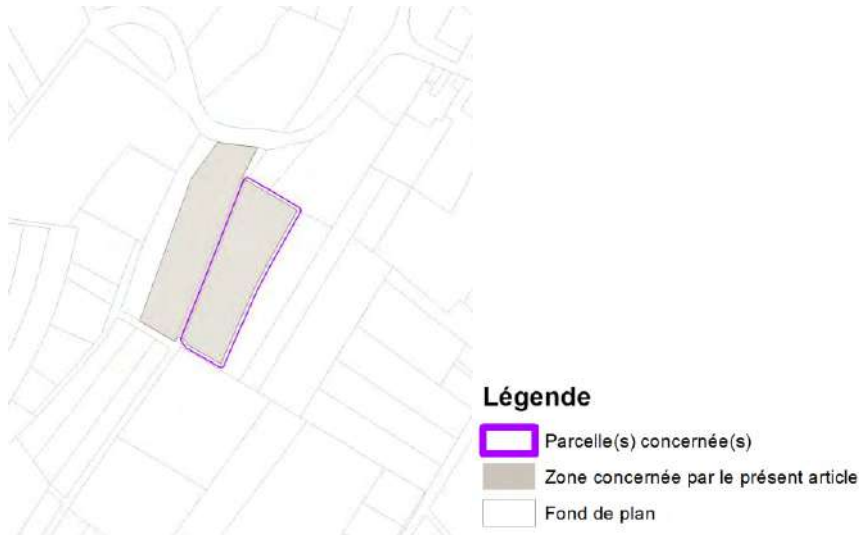 Légende
Parcelle(s) concernée(s)
Zone concernée par le présent article
Fond de plan